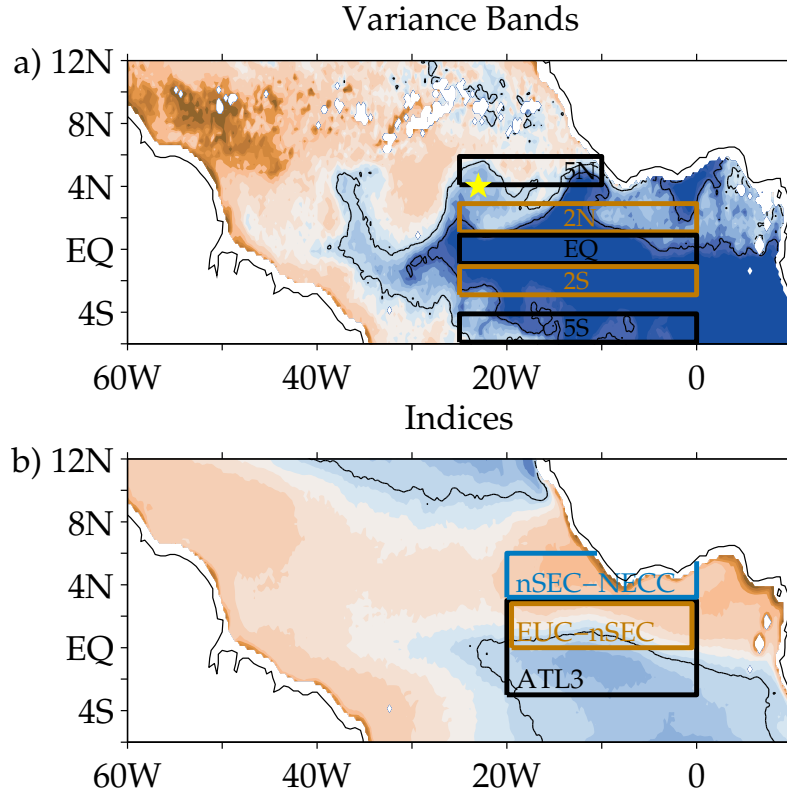 Variance Bands
a)
12N
8N
4N
EQ
4S
5N
2N
EQ
2S
5S
60W 40W 20W 0
Indices
b)
12N
8N
4N
EQ
4S
nSEC–NECC
EUC–nSEC
ATL3
60W 40W 20W 0